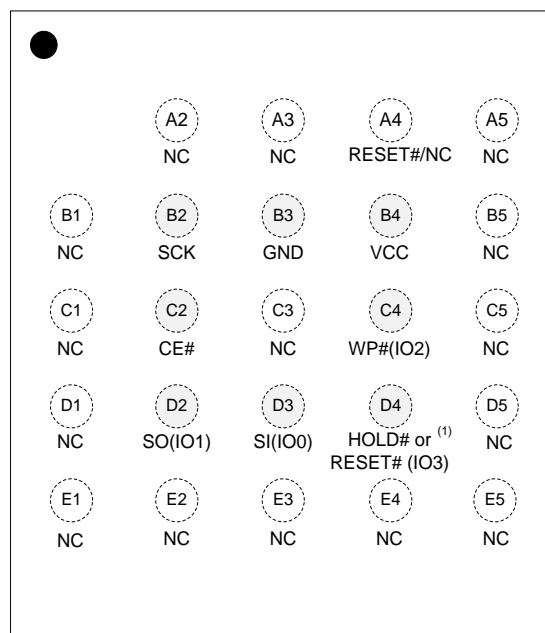 A2 A3 A4 A5
NC NC RESET#/NC NC
B1 B2 B3 B4 B5
NC SCK GND VCC NC
C1 C2 C3 C4 C5
NC CE# NC WP#(IO2) NC
D1 D2 D3 D4 D5
NC SO(IO1) SI(IO0) HOLD# or (1) NC
RESET# (IO3)
E1 E2 E3 E4 E5
NC NC NC NC NC